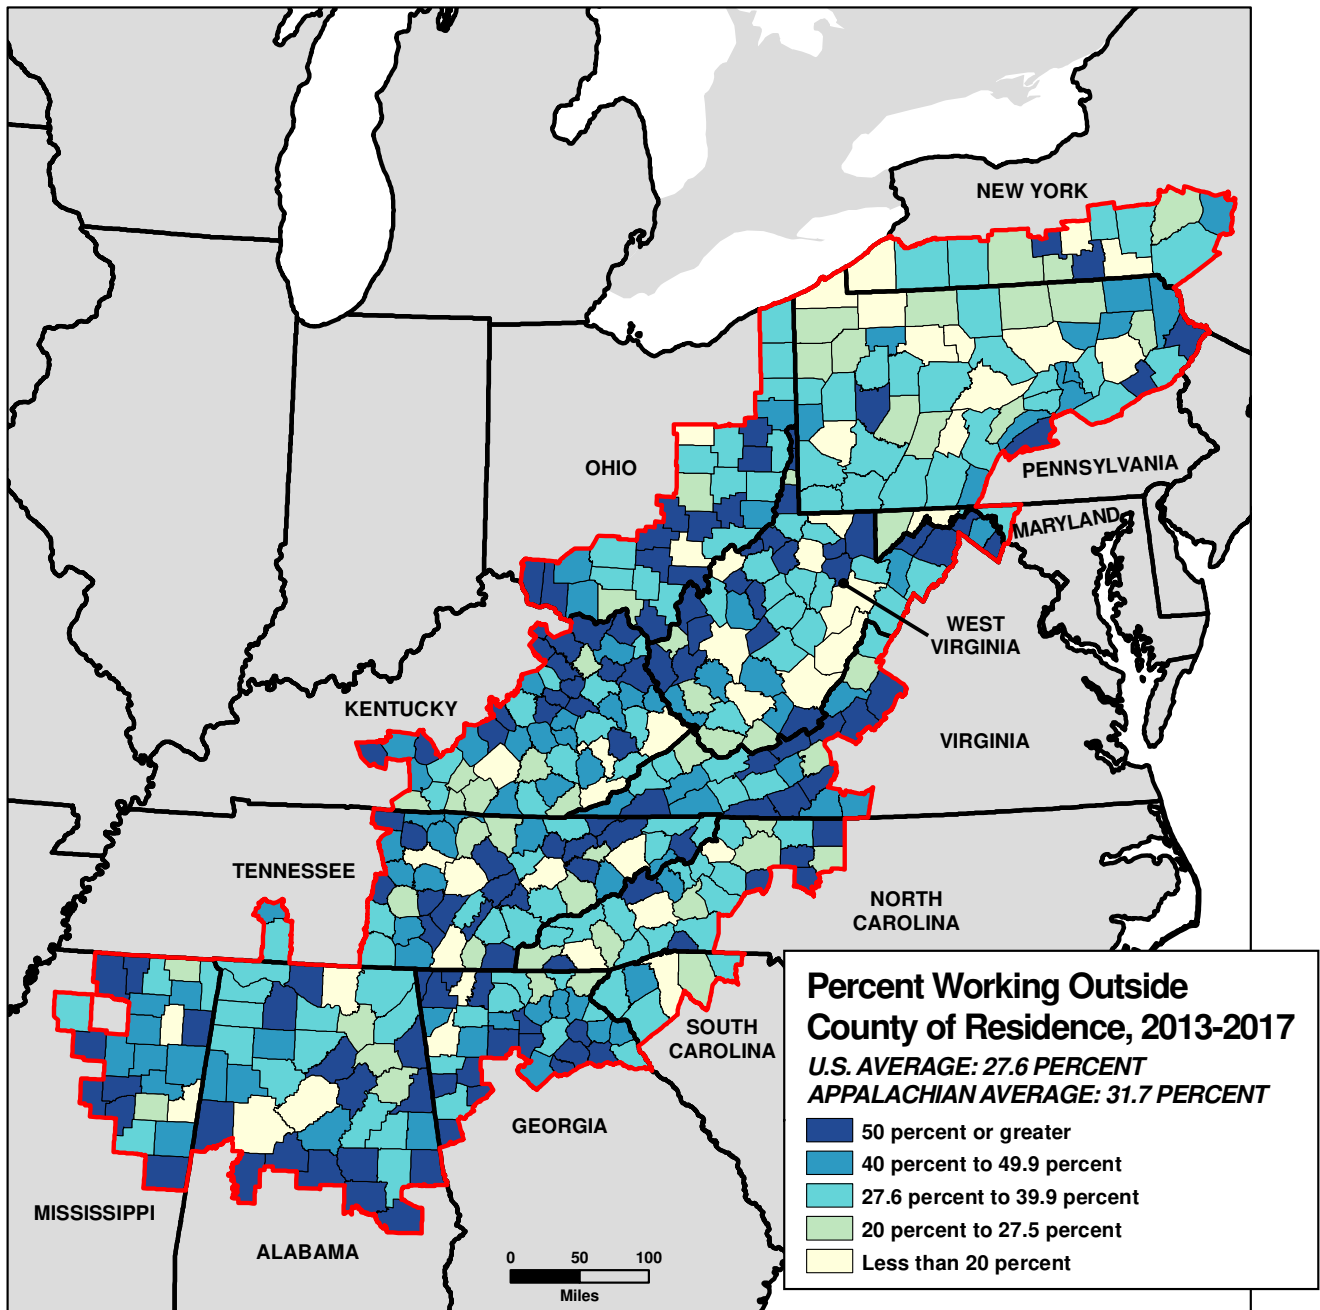 NEW YORK
OHIO
PENNSYLVANIA
MARYLAND
WEST
VIRGINIA
KENTUCKY
VIRGINIA
TENNESSEE
NORTH
CAROLINA
SOUTH
CAROLINA
GEORGIA
MISSISSIPPI
ALABAMA
0 50 100
Miles
Percent Working Outside
County of Residence, 2013-2017
U.S. AVERAGE: 27.6 PERCENT
APPALACHIAN AVERAGE: 31.7 PERCENT
50 percent or greater
40 percent to 49.9 percent
27.6 percent to 39.9 percent
20 percent to 27.5 percent
Less than 20 percent